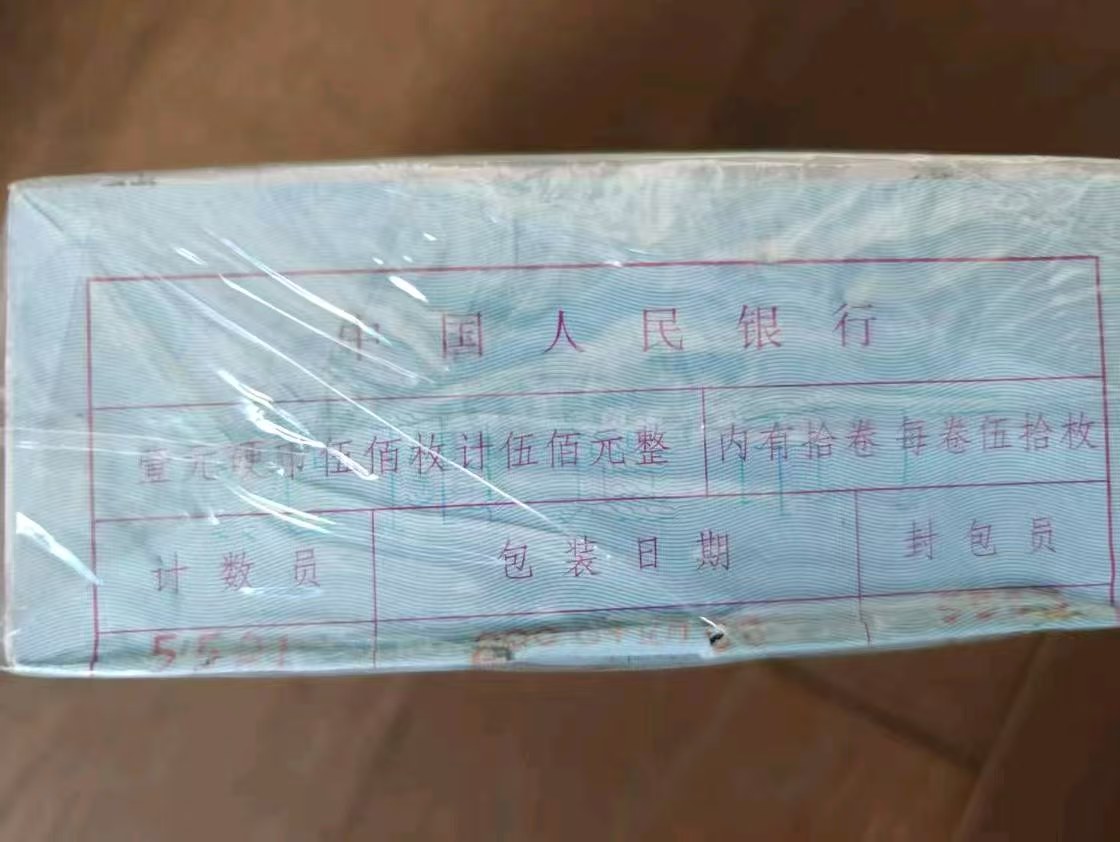 中国人民银行
壹元硬币伍佰枚计伍佰元整 内有拾卷 每卷伍拾枚
计数员 包装日期 封包员